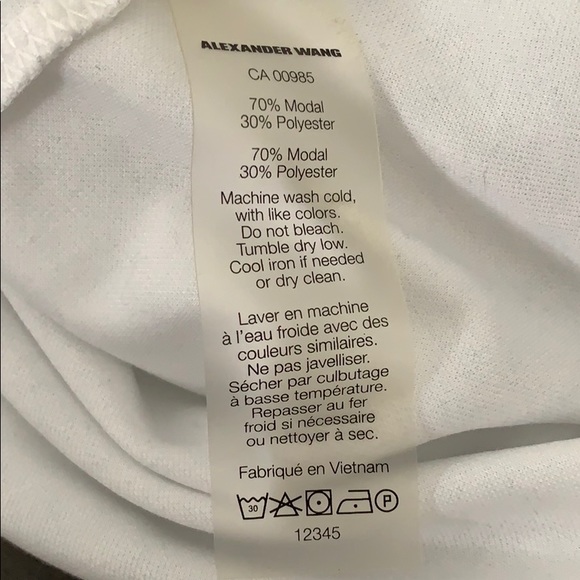 ALEXANDER WANG
CA 00985
70% Modal
30% Polyester
70% Modal
30% Polyester
Machine wash cold,
with like colors.
Do not bleach.
Tumble dry low.
Cool iron if needed
or dry clean.
Laver en machine
à l'eau froide avec des
couleurs similaires.
Ne pas javelliser.
Sécher par culbutage
à basse température.
Repasser au fer
froid si nécessaire
ou nettoyer à sec.
Fabriqué en Vietnam
30 P
12345